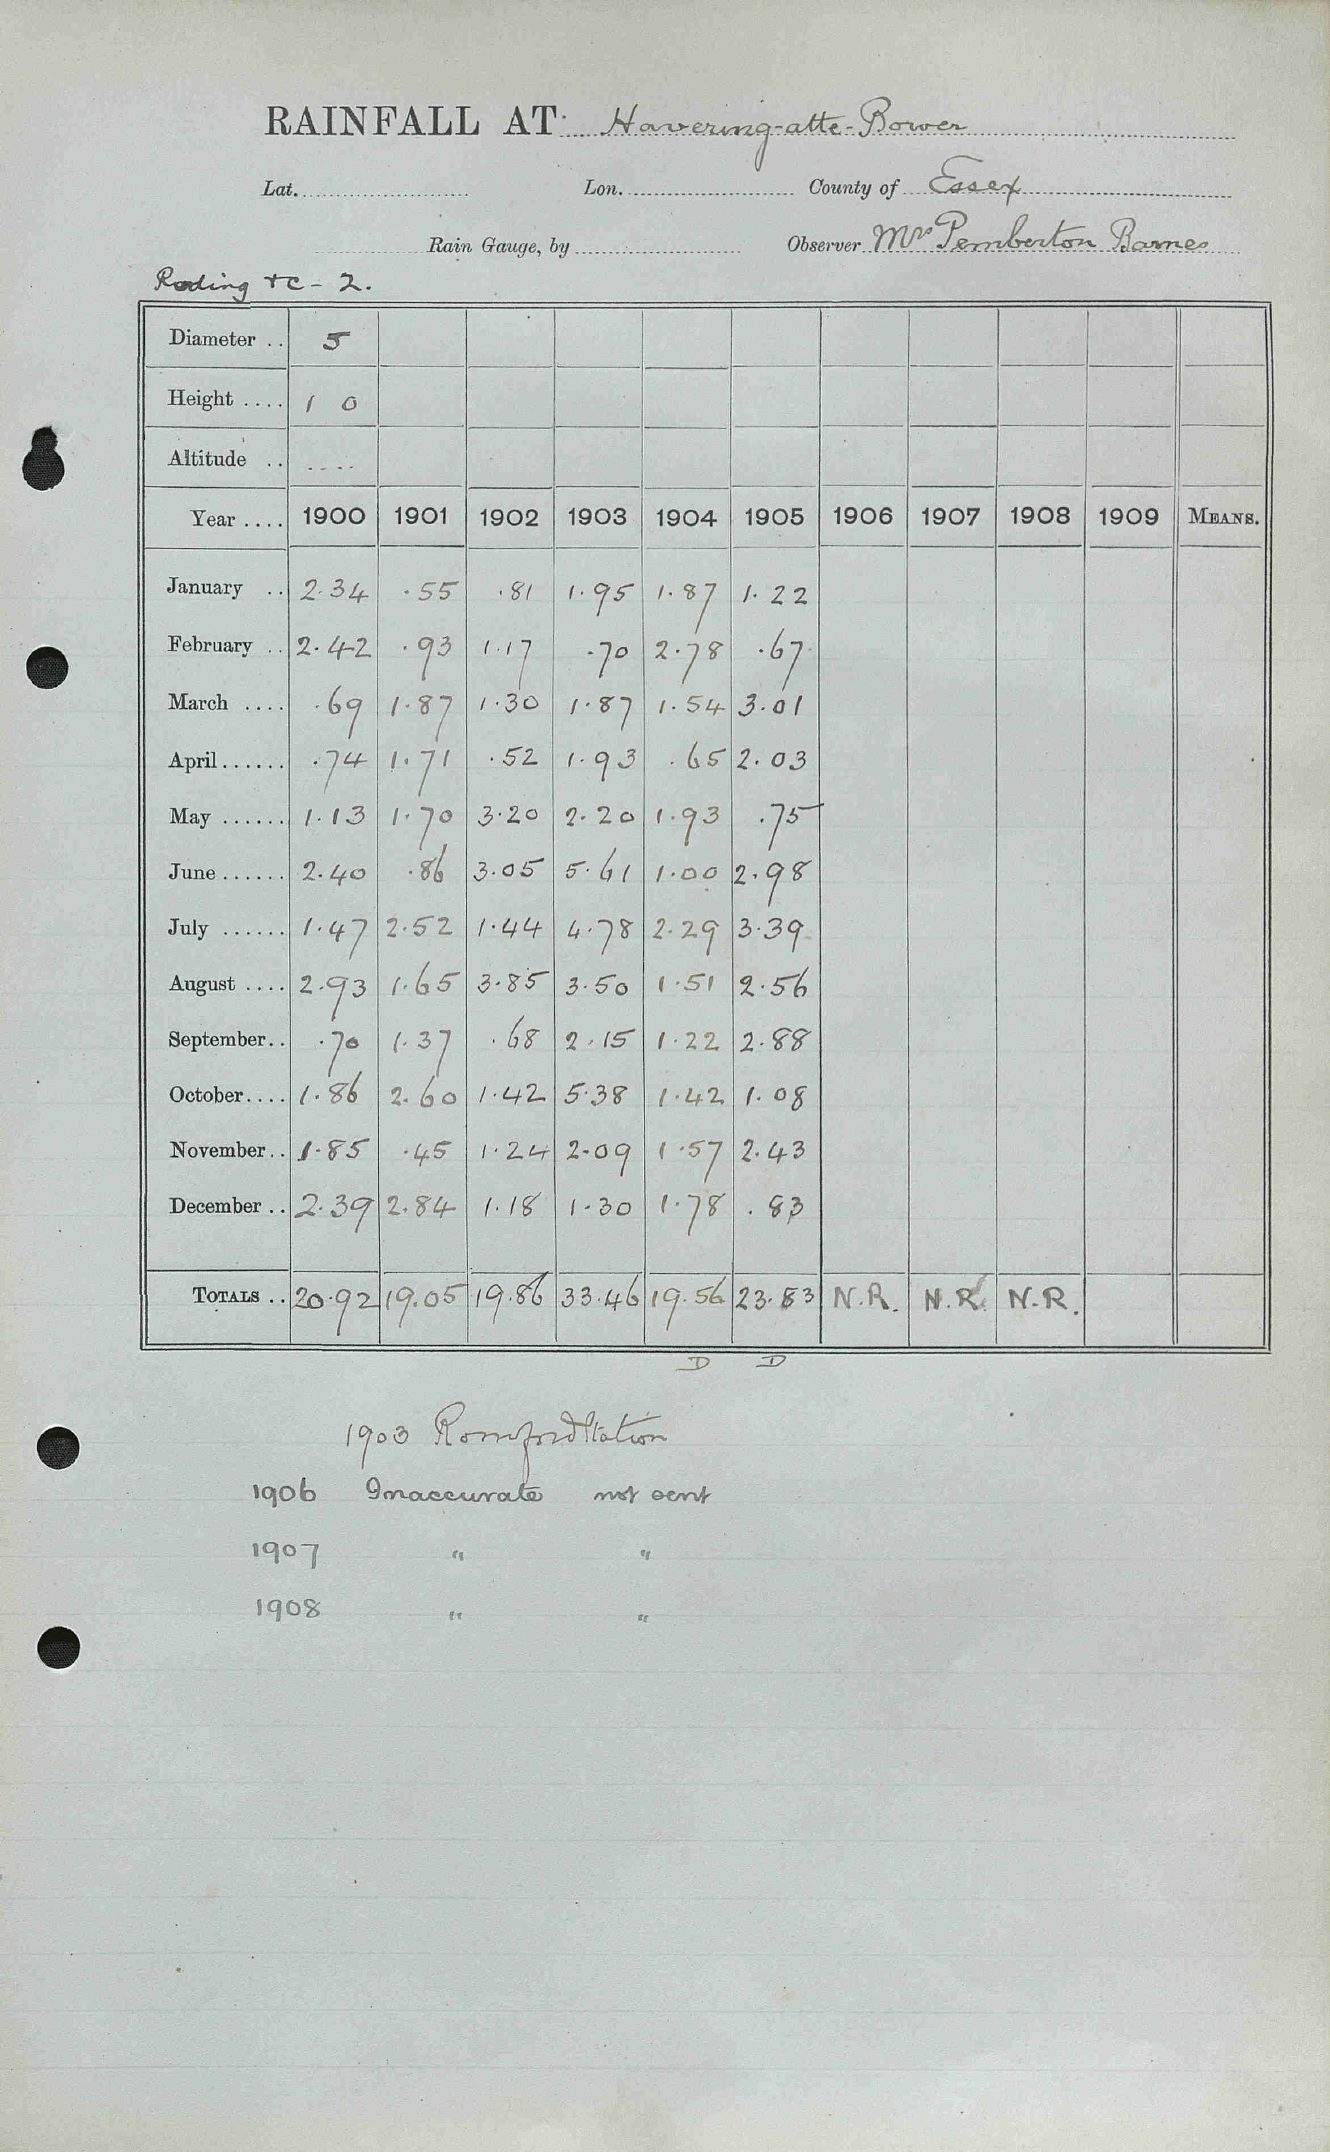 RAINFALL AT Havering-atte-Bower
Lat. Lon. County of Essex
Rain Gauge, by Observer Mrs Pemberton Barnes
Roding +c - 2.
Diameter .. 5
Height .... 1 0
Altitude .. ....
Year .... 1900 1901 1902 1903 1904 1905 1906 1907 1908 1909 MEANS.
January .. 2.34 .55 .81 1.95 1.87 1.22
February .. 2.42 .93 1.17 .70 2.78 .67
March .... .69 1.87 1.30 1.87 1.54 3.01
April...... .74 1.71 .52 1.93 .65 2.03
May ...... 1.13 1.70 3.20 2.20 1.93 .75
June...... 2.40 .86 3.05 5.61 1.00 2.98
July ...... 1.47 2.52 1.44 4.78 2.29 3.39
August .... 2.93 1.65 3.85 3.50 1.51 2.56
September.. .70 1.37 .68 2.15 1.22 2.88
October.... 1.86 2.60 1.42 5.38 1.42 1.08
November.. 1.85 .45 1.24 2.09 1.57 2.43
December .. 2.39 2.84 1.18 1.30 1.78 .83
TOTALS .. 20.92 19.05 19.86 33.46 19.56 23.83 N.R. N.R. N.R.
D D
1903 Romford Station
1906 Inaccurate not sent
1907 " "
1908 " "